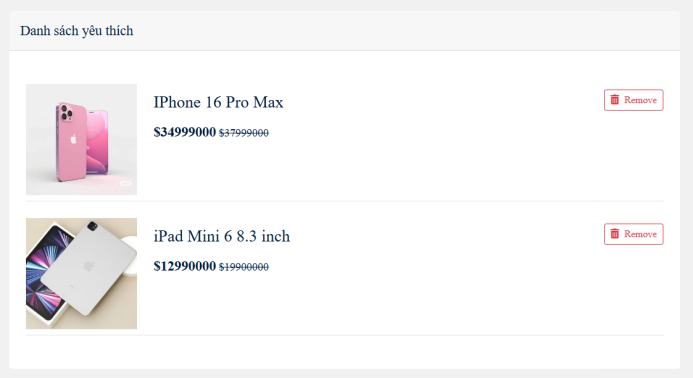 Danh sách yêu thích
IPhone 16 Pro Max
Remove
$34999000 $37999000
iPad Mini 6 8.3 inch
Remove
$12990000 $19900000